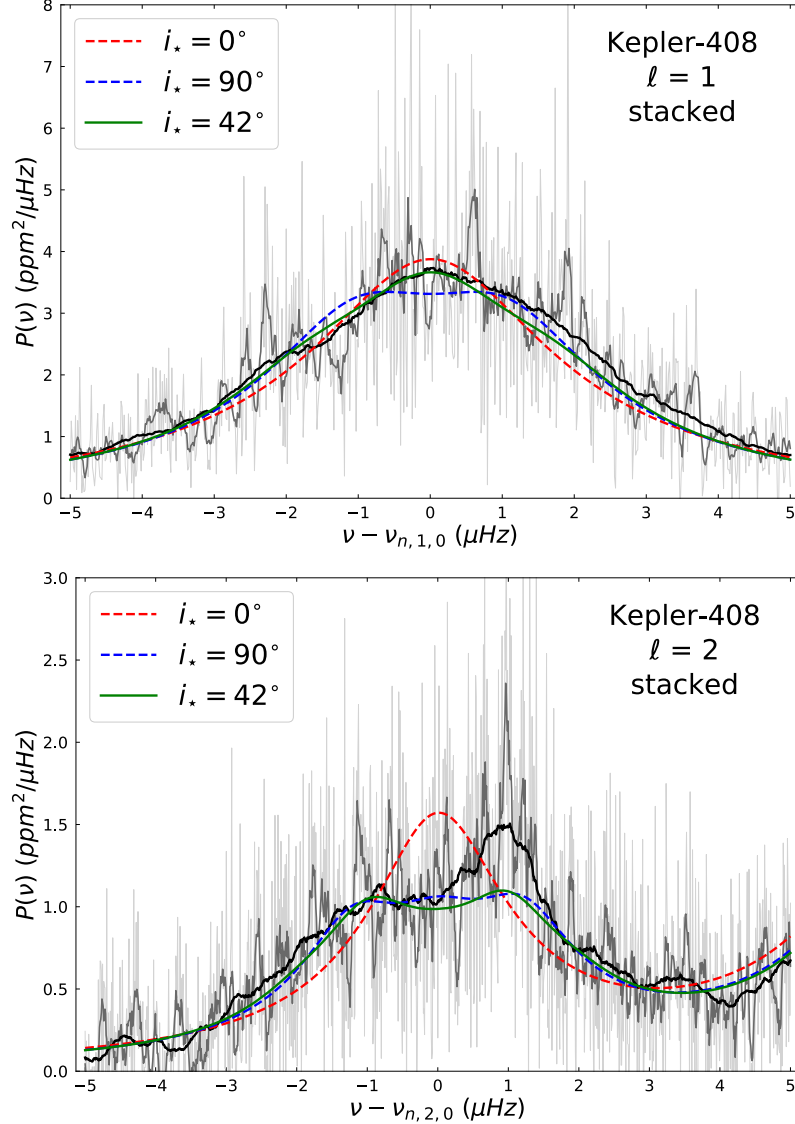 8
7
6
5
4
3
2
1
0
P(ν) (ppm²/μHz)
i⋆ = 0°
i⋆ = 90°
i⋆ = 42°
Kepler-408
ℓ = 1
stacked
−5 −4 −3 −2 −1 0 1 2 3 4 5
ν − νn,1,0 (μHz)
3.0
2.5
2.0
1.5
1.0
0.5
0.0
P(ν) (ppm²/μHz)
i⋆ = 0°
i⋆ = 90°
i⋆ = 42°
Kepler-408
ℓ = 2
stacked
−5 −4 −3 −2 −1 0 1 2 3 4 5
ν − νn,2,0 (μHz)